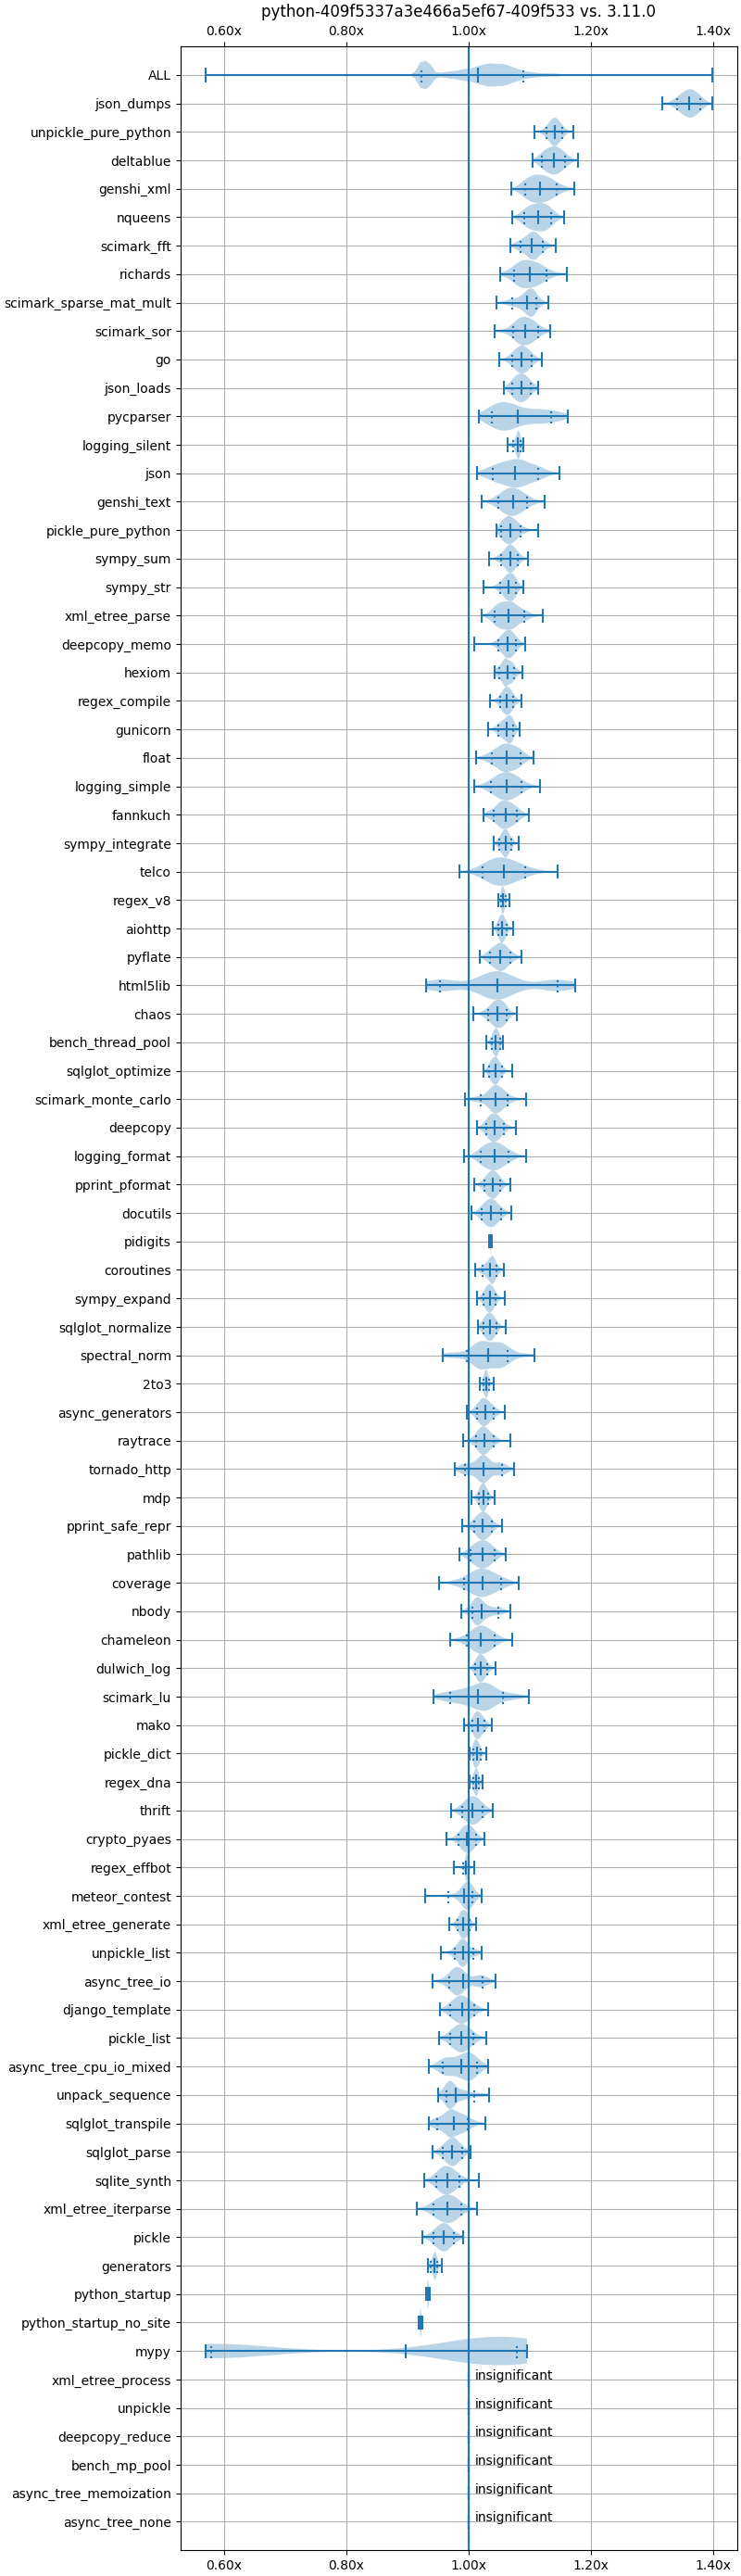 python-409f5337a3e466a5ef67-409f533 vs. 3.11.0
0.60x 0.80x 1.00x 1.20x 1.40x
ALL
json_dumps
unpickle_pure_python
deltablue
genshi_xml
nqueens
scimark_fft
richards
scimark_sparse_mat_mult
scimark_sor
go
json_loads
pycparser
logging_silent
json
genshi_text
pickle_pure_python
sympy_sum
sympy_str
xml_etree_parse
deepcopy_memo
hexiom
regex_compile
gunicorn
float
logging_simple
fannkuch
sympy_integrate
telco
regex_v8
aiohttp
pyflate
html5lib
chaos
bench_thread_pool
sqlglot_optimize
scimark_monte_carlo
deepcopy
logging_format
pprint_pformat
docutils
pidigits
coroutines
sympy_expand
sqlglot_normalize
spectral_norm
2to3
async_generators
raytrace
tornado_http
mdp
pprint_safe_repr
pathlib
coverage
nbody
chameleon
dulwich_log
scimark_lu
mako
pickle_dict
regex_dna
thrift
crypto_pyaes
regex_effbot
meteor_contest
xml_etree_generate
unpickle_list
async_tree_io
django_template
pickle_list
async_tree_cpu_io_mixed
unpack_sequence
sqlglot_transpile
sqlglot_parse
sqlite_synth
xml_etree_iterparse
pickle
generators
python_startup
python_startup_no_site
mypy
xml_etree_process insignificant
unpickle insignificant
deepcopy_reduce insignificant
bench_mp_pool insignificant
async_tree_memoization insignificant
async_tree_none insignificant
0.60x 0.80x 1.00x 1.20x 1.40x